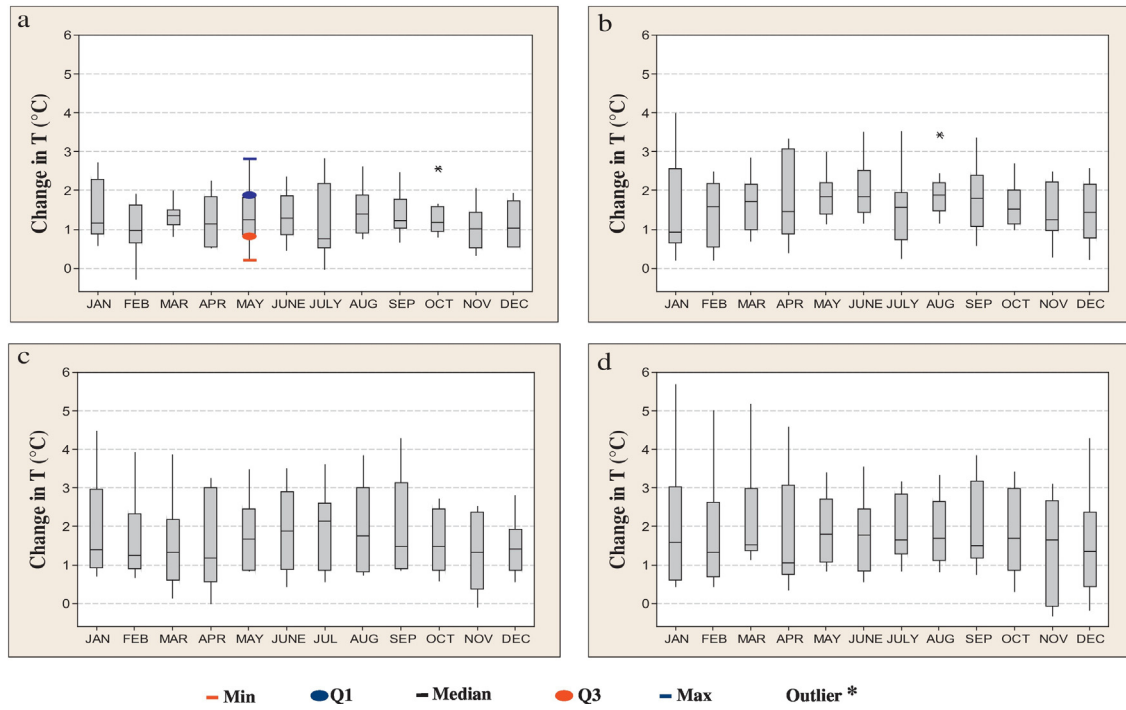 a
6
5
4
3
2
1
0
Change in T (°C)
*
JAN FEB MAR APR MAY JUNE JULY AUG SEP OCT NOV DEC
b
6
5
4
3
2
1
0
Change in T (°C)
*
JAN FEB MAR APR MAY JUNE JULY AUG SEP OCT NOV DEC
c
6
5
4
3
2
1
0
Change in T (°C)
JAN FEB MAR APR MAY JUNE JUL AUG SEP OCT NOV DEC
d
6
5
4
3
2
1
0
Change in T (°C)
JAN FEB MAR APR MAY JUNE JULY AUG SEP OCT NOV DEC
Min Q1 Median Q3 Max Outlier *